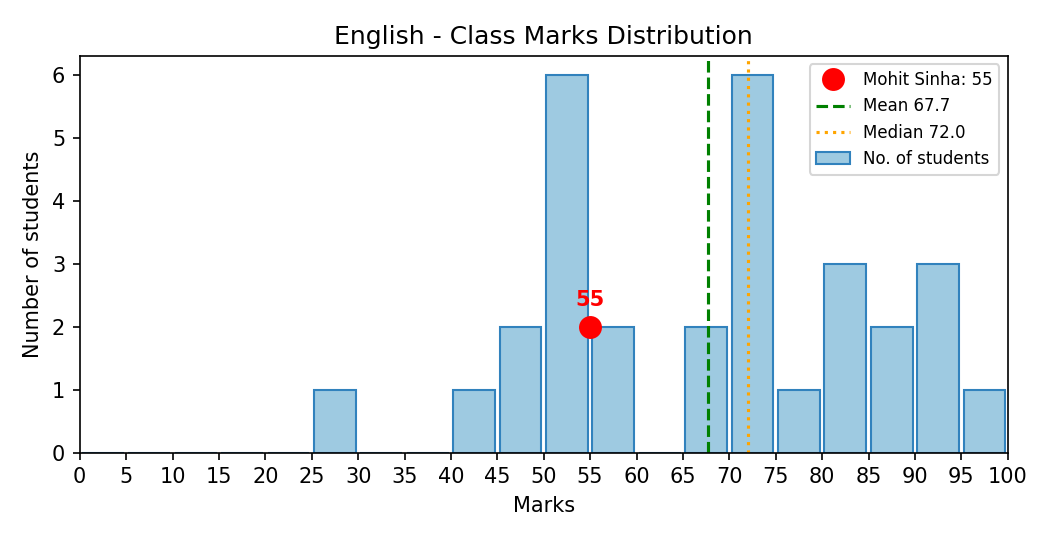 English - Class Marks Distribution
Mohit Sinha: 55
Mean 67.7
Median 72.0
No. of students
Number of students
6
5
4
3
2
1
0
55
0 5 10 15 20 25 30 35 40 45 50 55 60 65 70 75 80 85 90 95 100
Marks